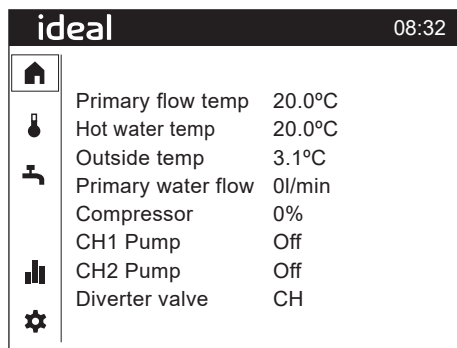 ideal 08:32
Primary flow temp 20.0ºC
Hot water temp 20.0ºC
Outside temp 3.1ºC
Primary water flow 0l/min
Compressor 0%
CH1 Pump Off
CH2 Pump Off
Diverter valve CH